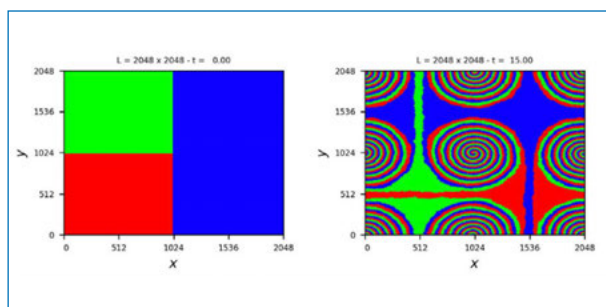 L = 2048 x 2048 - t = 0.00
2048
1536
1024
512
0
y
0 512 1024 1536 2048
x
L = 2048 x 2048 - t = 15.00
2048
1536
1024
512
0
y
0 512 1024 1536 2048
x